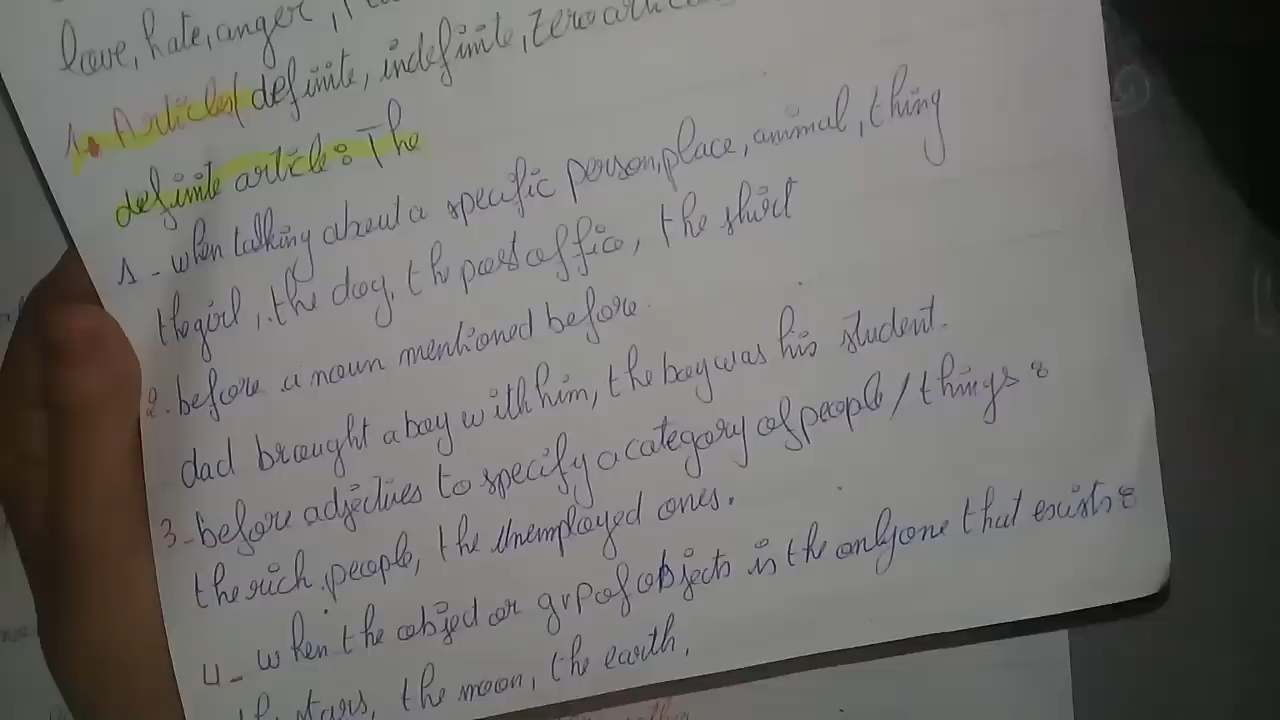 love, hate, anger,
1. Articles/ definite, indefinite, zero
definite article: The
1 - when talking about a specific person, place, animal, thing
the girl, the dog, the post office, the shirt
2. before a noun mentioned before.
dad brought a boy with him, the boy was his student.
3 - before adjectives to specify a category of people / things :
the rich people, the unemployed ones.
4 - when the object or grp of objects is the only one that exists :
stars, the moon, the earth,